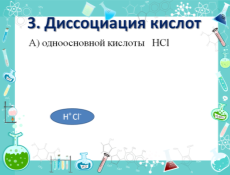 3. Диссоциация кислот
А) одноосновной кислоты HCl
H⁺ Cl⁻